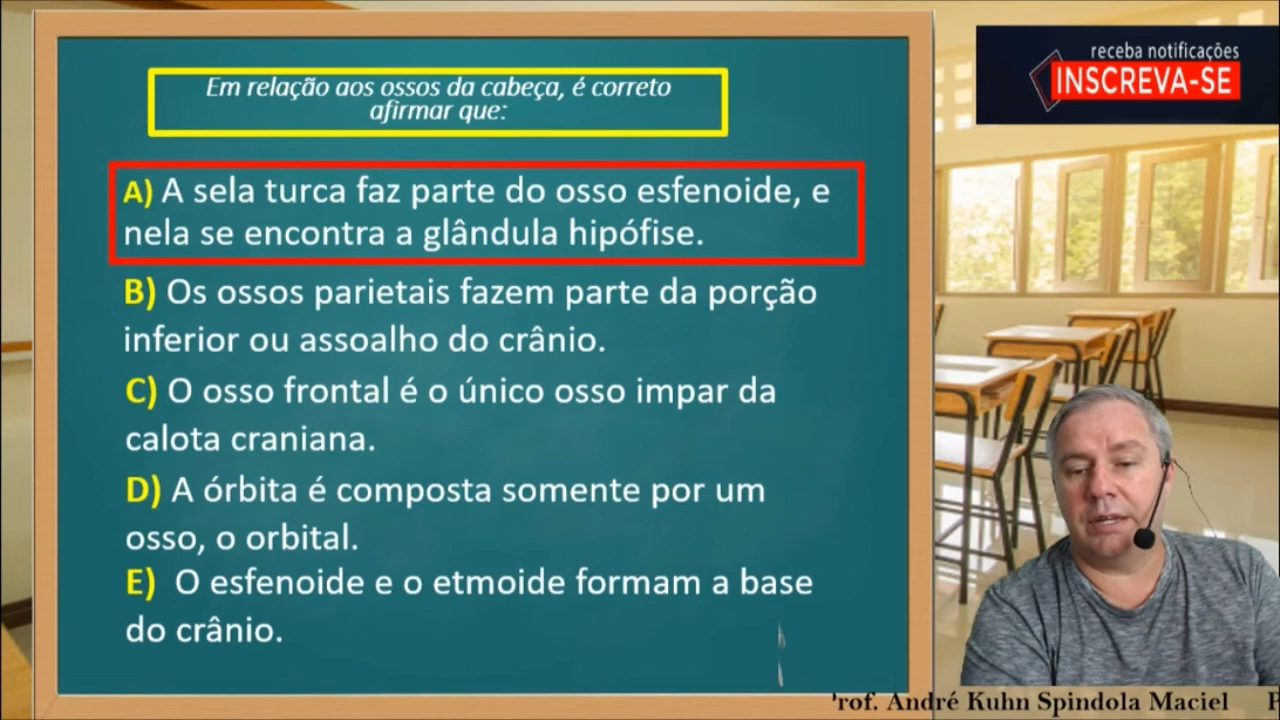 receba notificações
INSCREVA-SE
Em relação aos ossos da cabeça, é correto
afirmar que:
A) A sela turca faz parte do osso esfenoide, e
nela se encontra a glândula hipófise.
B) Os ossos parietais fazem parte da porção
inferior ou assoalho do crânio.
C) O osso frontal é o único osso impar da
calota craniana.
D) A órbita é composta somente por um
osso, o orbital.
E) O esfenoide e o etmoide formam a base
do crânio.
rof. André Kuhn Spindola Maciel